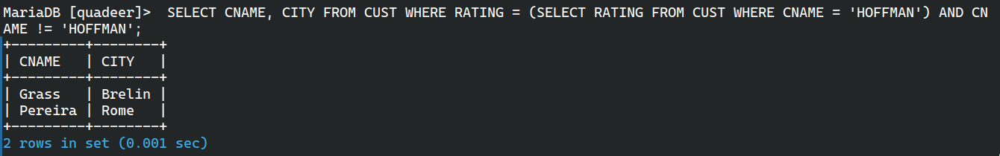 MariaDB [quadeer]>  SELECT CNAME, CITY FROM CUST WHERE RATING = (SELECT RATING FROM CUST WHERE CNAME = 'HOFFMAN') AND CN
AME != 'HOFFMAN';
+---------+--------+
| CNAME   | CITY   |
+---------+--------+
| Grass   | Brelin |
| Pereira | Rome   |
+---------+--------+
2 rows in set (0.001 sec)